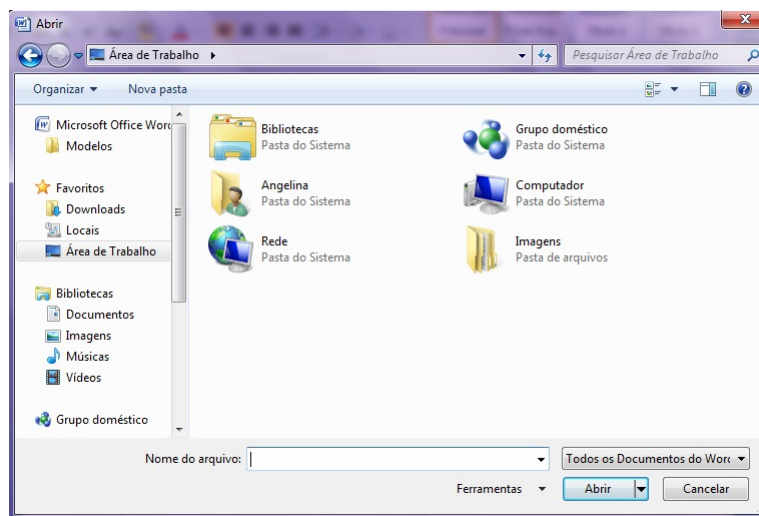 Abrir
Área de Trabalho
Pesquisar Área de Trabalho
Organizar
Nova pasta
Microsoft Office Word
Modelos
Favoritos
Downloads
Locais
Área de Trabalho
Bibliotecas
Documentos
Imagens
Músicas
Vídeos
Grupo doméstico
Bibliotecas
Pasta do Sistema
Grupo doméstico
Pasta do Sistema
Angelina
Pasta do Sistema
Computador
Pasta do Sistema
Rede
Pasta do Sistema
Imagens
Pasta de arquivos
Nome do arquivo:
Todos os Documentos do Word
Ferramentas
Abrir
Cancelar